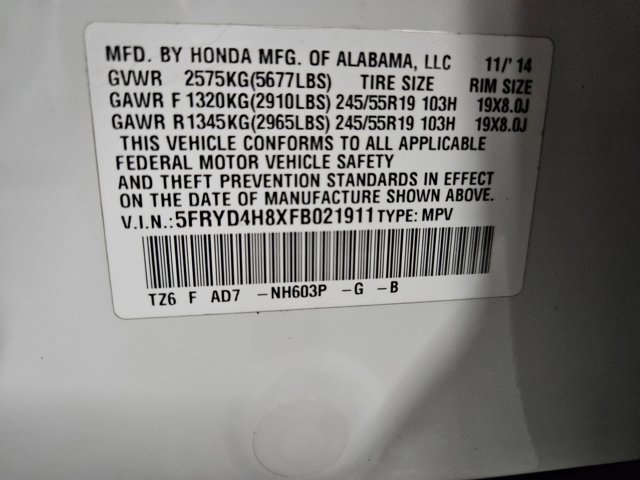 MFD. BY HONDA MFG. OF ALABAMA, LLC 11/'14
GVWR 2575KG(5677LBS) TIRE SIZE RIM SIZE
GAWR F 1320KG(2910LBS) 245/55R19 103H 19X8.0J
GAWR R 1345KG(2965LBS) 245/55R19 103H 19X8.0J
THIS VEHICLE CONFORMS TO ALL APPLICABLE
FEDERAL MOTOR VEHICLE SAFETY
AND THEFT PREVENTION STANDARDS IN EFFECT
ON THE DATE OF MANUFACTURE SHOWN ABOVE.
V.I.N.:5FRYD4H8XFB021911 TYPE: MPV
TZ6 F AD7 -NH603P -G -B